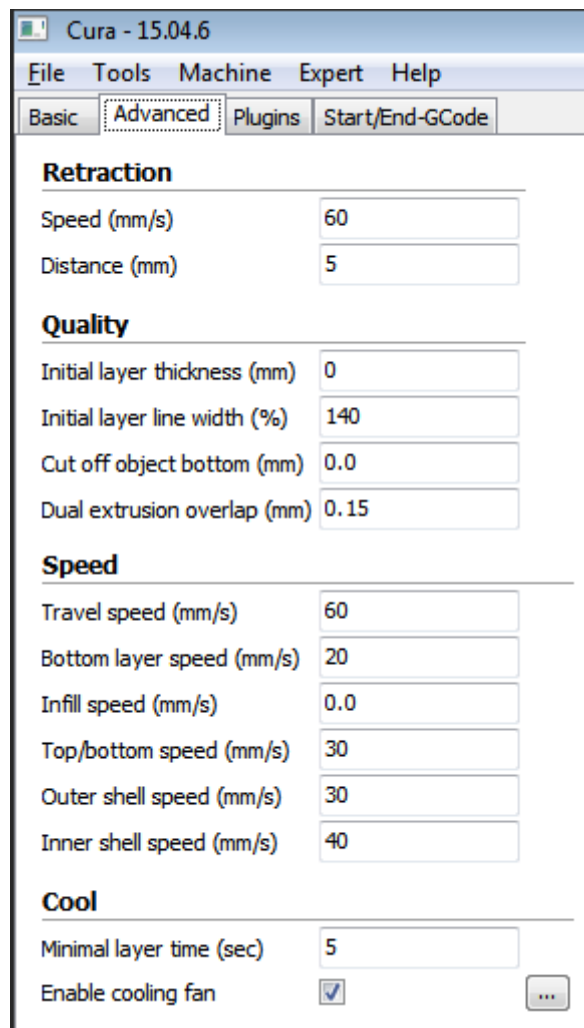 Cura - 15.04.6
File Tools Machine Expert Help
Basic Advanced Plugins Start/End-GCode
Retraction
Speed (mm/s) 60
Distance (mm) 5
Quality
Initial layer thickness (mm) 0
Initial layer line width (%) 140
Cut off object bottom (mm) 0.0
Dual extrusion overlap (mm) 0.15
Speed
Travel speed (mm/s) 60
Bottom layer speed (mm/s) 20
Infill speed (mm/s) 0.0
Top/bottom speed (mm/s) 30
Outer shell speed (mm/s) 30
Inner shell speed (mm/s) 40
Cool
Minimal layer time (sec) 5
Enable cooling fan ...